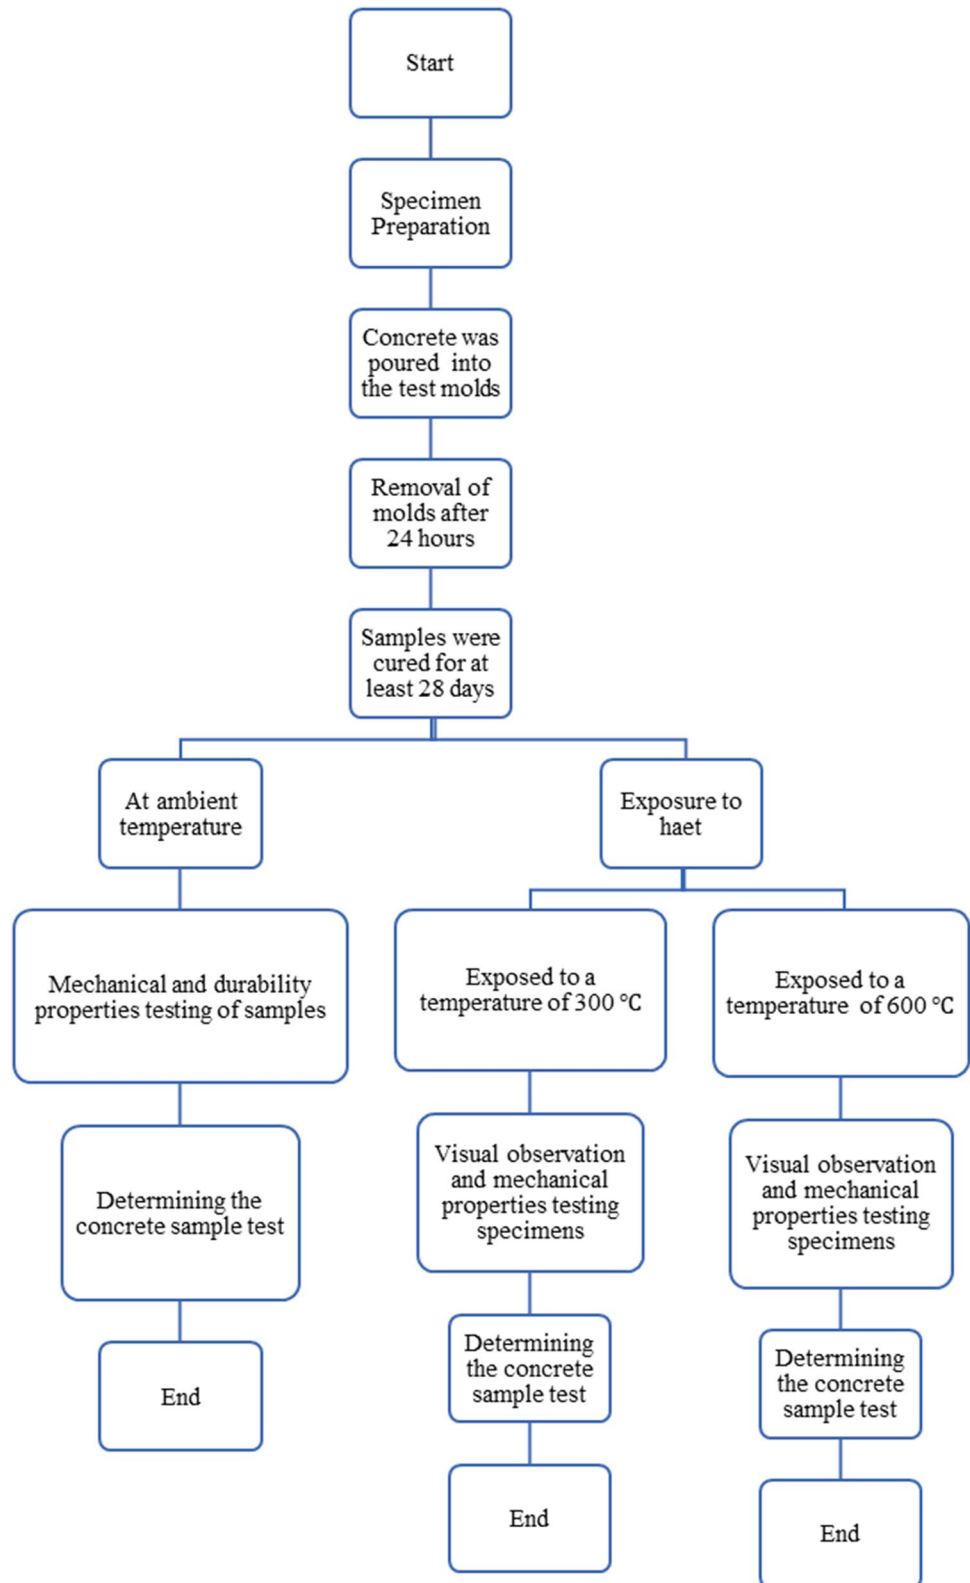 Start
Specimen
Preparation
Concrete was
poured into
the test molds
Removal of
molds after
24 hours
Samples were
cured for at
least 28 days
At ambient
temperature
Exposure to
haet
Mechanical and durability
properties testing of samples
Exposed to a
temperature of 300 °C
Exposed to a
temperature of 600 °C
Determining the
concrete sample test
Visual observation
and mechanical
properties testing
specimens
Visual observation
and mechanical
properties testing
specimens
End
Determining
the concrete
sample test
Determining
the concrete
sample test
End
End